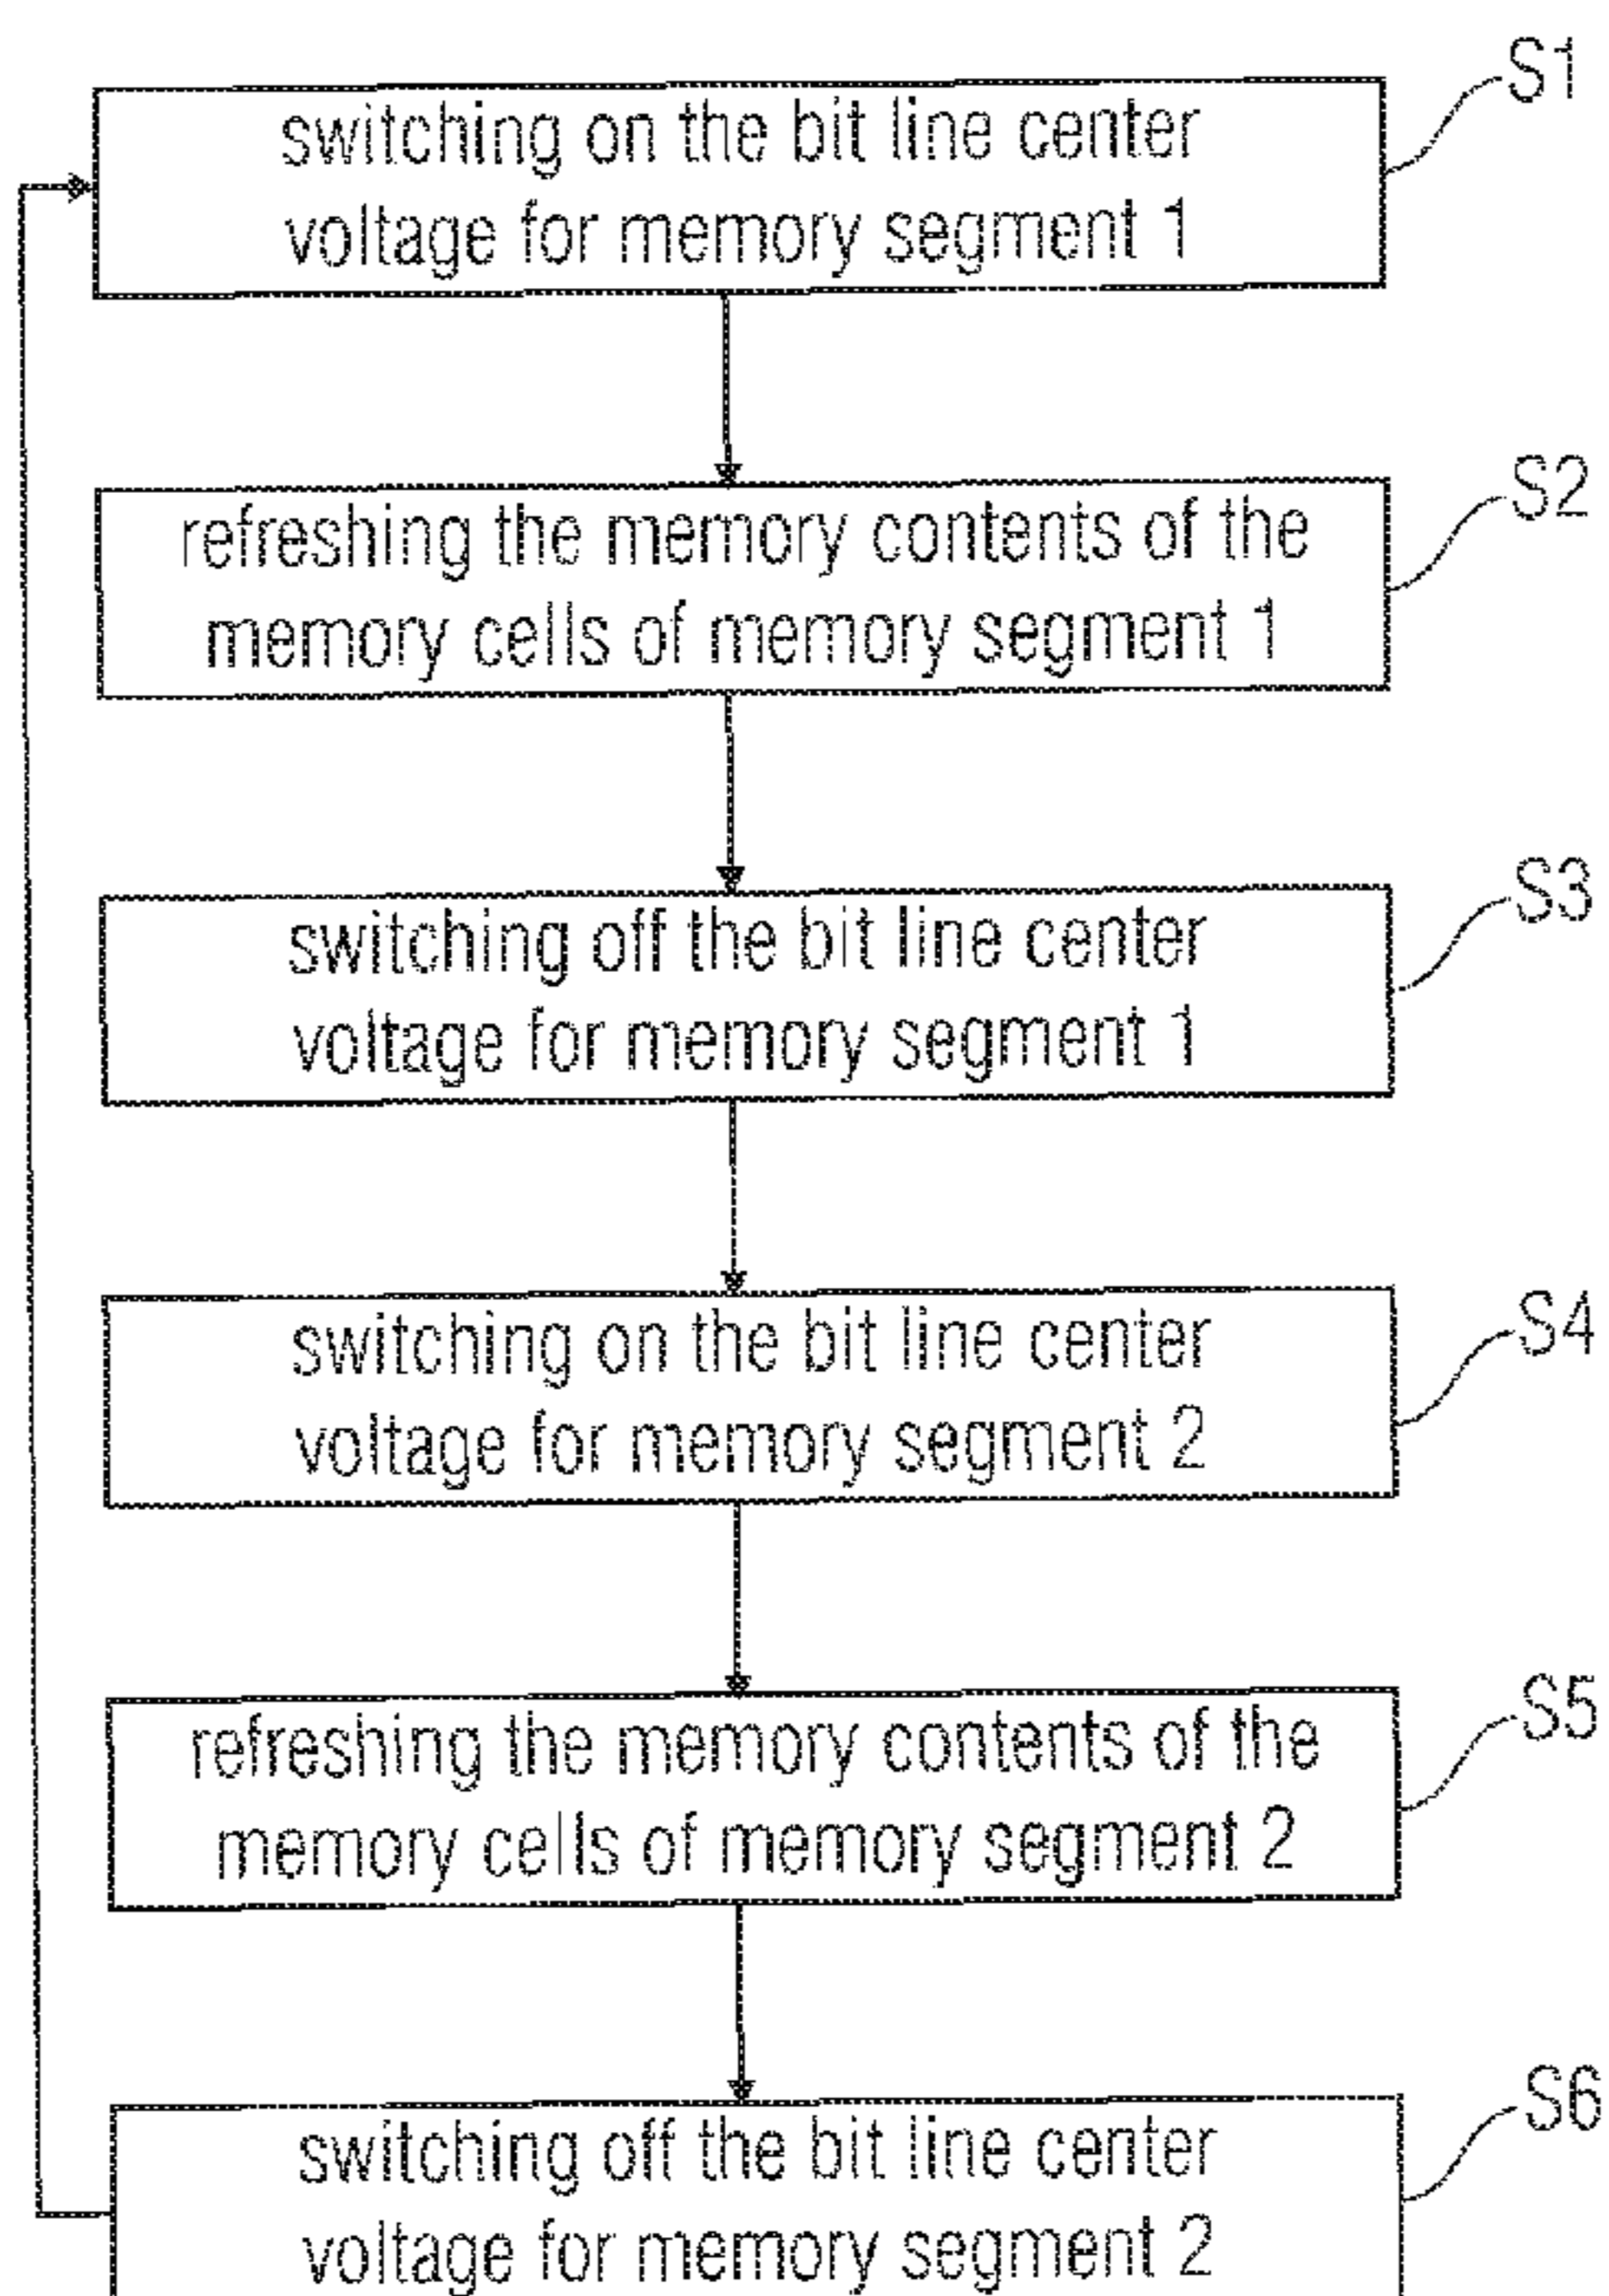 S1
switching on the bit line center
voltage for memory segment 1
S2
refreshing the memory contents of the
memory cells of memory segment 1
S3
switching off the bit line center
voltage for memory segment 1
S4
switching on the bit line center
voltage for memory segment 2
S5
refreshing the memory contents of the
memory cells of memory segment 2
S6
switching off the bit line center
voltage for memory segment 2